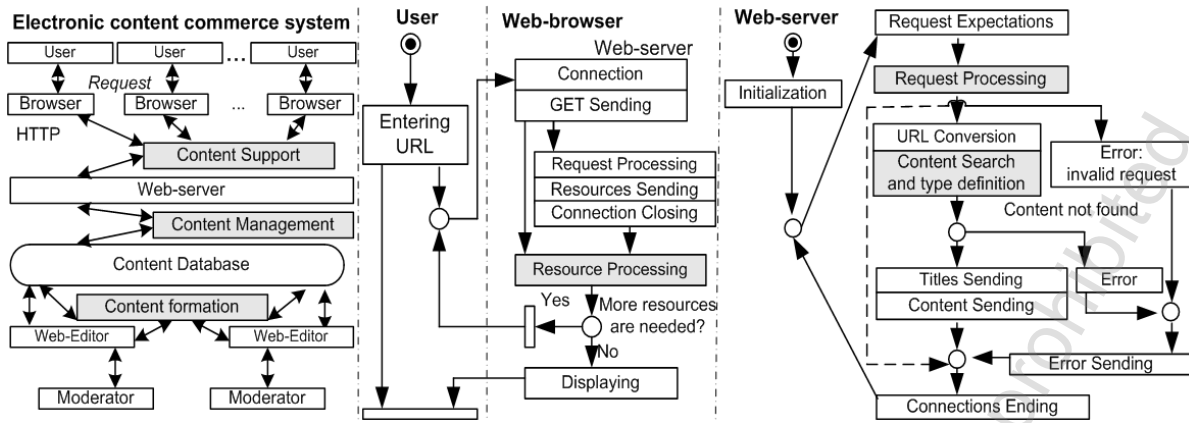 Electronic content commerce system
User
User
...
User
Request
Browser
Browser
...
Browser
HTTP
Content Support
Web-server
Content Management
Content Database
Content formation
Web-Editor
Web-Editor
Moderator
Moderator
User
Entering
URL
Web-browser
Web-server
Connection
GET Sending
Request Processing
Resources Sending
Connection Closing
Resource Processing
Yes
More resources
are needed?
No
Displaying
Web-server
Initialization
Request Expectations
Request Processing
URL Conversion
Content Search
and type definition
Error:
invalid request
Content not found
Titles Sending
Content Sending
Error
Error Sending
Connections Ending
prohibited